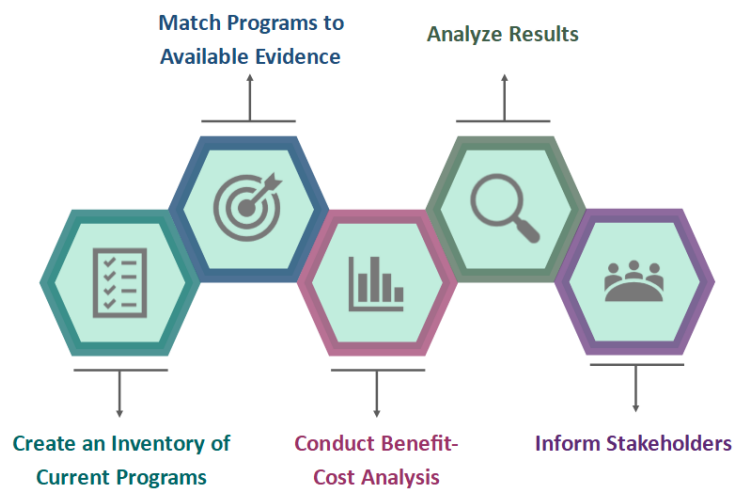 Match Programs to
Available Evidence
Analyze Results
Create an Inventory of
Current Programs
Conduct Benefit-
Cost Analysis
Inform Stakeholders